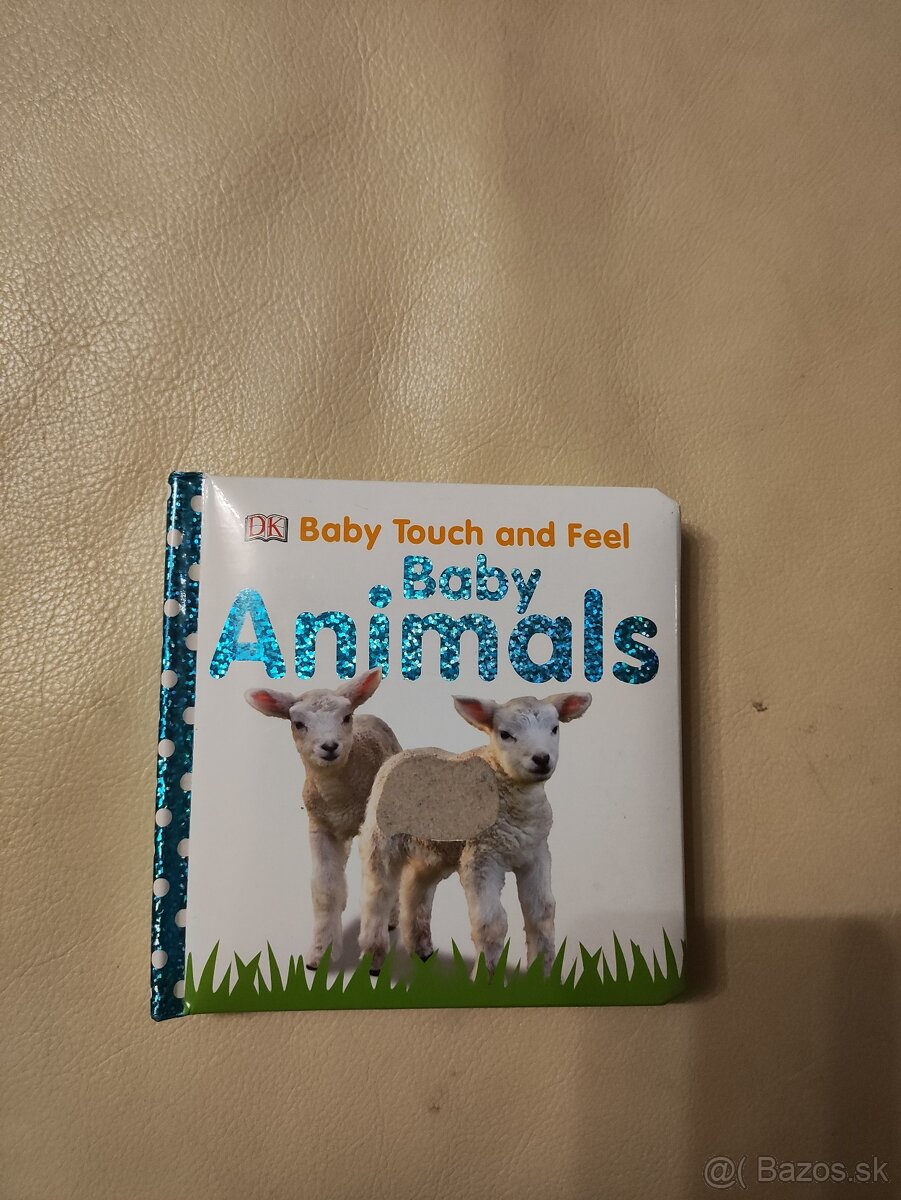 DK Baby Touch and Feel
Baby
Animals
@( Bazos.sk